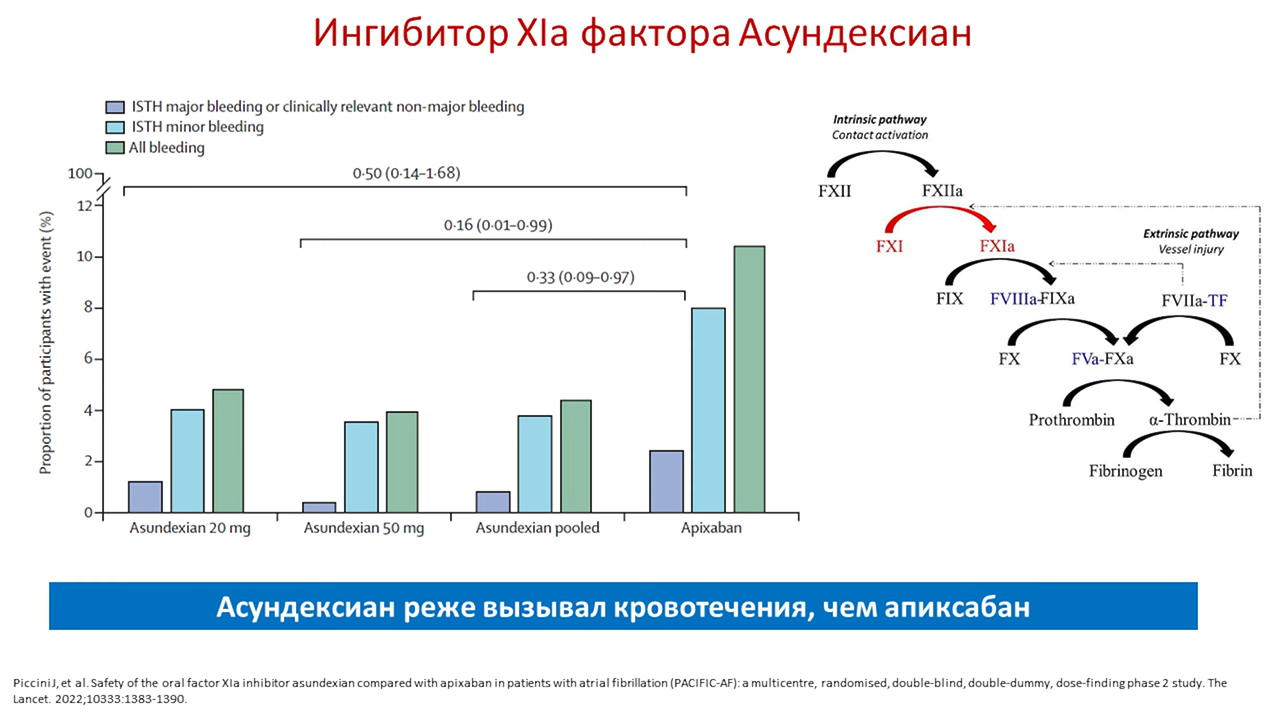 Ингибитор XIa фактора Асундексиан
ISTH major bleeding or clinically relevant non-major bleeding
ISTH minor bleeding
All bleeding
Proportion of participants with event (%)
100
12
10
8
6
4
2
0
0·50 (0·14–1·68)
0·16 (0·01–0·99)
0·33 (0·09–0·97)
Asundexian 20 mg
Asundexian 50 mg
Asundexian pooled
Apixaban
Intrinsic pathway
Contact activation
FXII FXIIa
FXI FXIa
Extrinsic pathway
Vessel injury
FIX FVIIIa-FIXa FVIIa-TF
FX FVa-FXa FX
Prothrombin α-Thrombin
Fibrinogen Fibrin
Асундексиан реже вызывал кровотечения, чем апиксабан
Piccini J, et al. Safety of the oral factor XIa inhibitor asundexian compared with apixaban in patients with atrial fibrillation (PACIFIC-AF): a multicentre, randomised, double-blind, double-dummy, dose-finding phase 2 study. The
Lancet. 2022;10333:1383-1390.